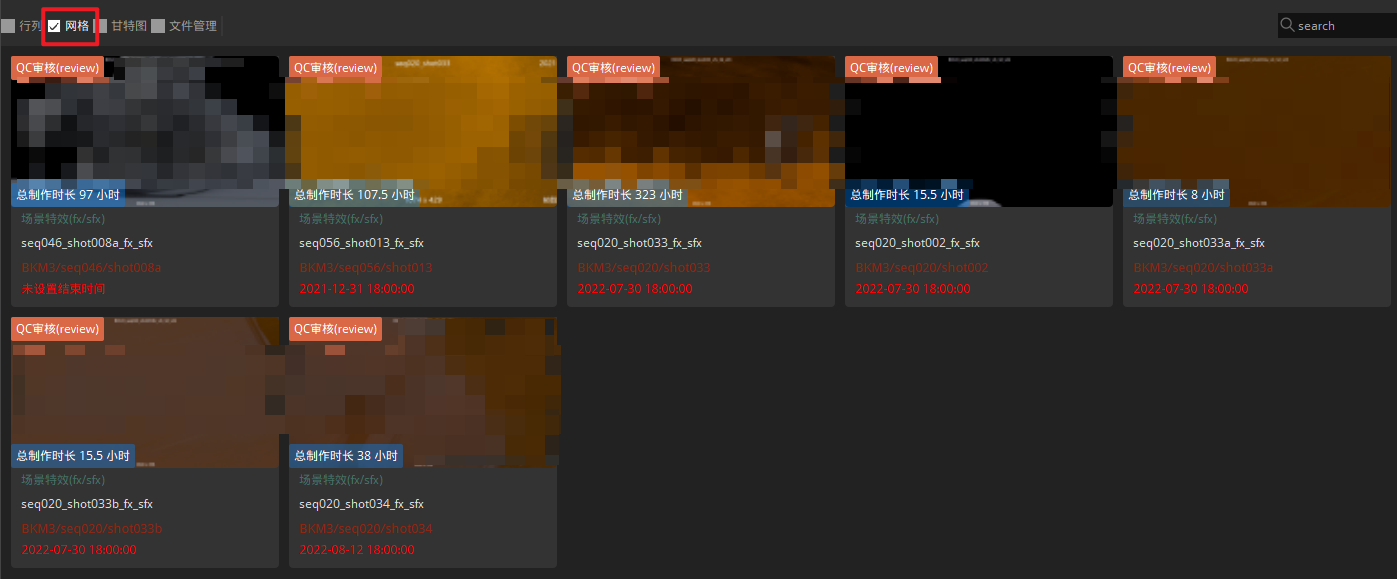 行列 网格 甘特图 文件管理 search
QC审核(review)
总制作时长 97 小时
场景特效(fx/sfx)
seq046_shot008a_fx_sfx
BKM3/seq046/shot008a
未设置结束时间
QC审核(review)
seq020_shot033
2021
总制作时长 107.5 小时
场景特效(fx/sfx)
seq056_shot013_fx_sfx
BKM3/seq056/shot013
2021-12-31 18:00:00
QC审核(review)
总制作时长 323 小时
场景特效(fx/sfx)
seq020_shot033_fx_sfx
BKM3/seq020/shot033
2022-07-30 18:00:00
QC审核(review)
总制作时长 15.5 小时
场景特效(fx/sfx)
seq020_shot002_fx_sfx
BKM3/seq020/shot002
2022-07-30 18:00:00
QC审核(review)
总制作时长 8 小时
场景特效(fx/sfx)
seq020_shot033a_fx_sfx
BKM3/seq020/shot033a
2022-07-30 18:00:00
QC审核(review)
总制作时长 15.5 小时
场景特效(fx/sfx)
seq020_shot033b_fx_sfx
BKM3/seq020/shot033b
2022-07-30 18:00:00
QC审核(review)
总制作时长 38 小时
场景特效(fx/sfx)
seq020_shot034_fx_sfx
BKM3/seq020/shot034
2022-08-12 18:00:00